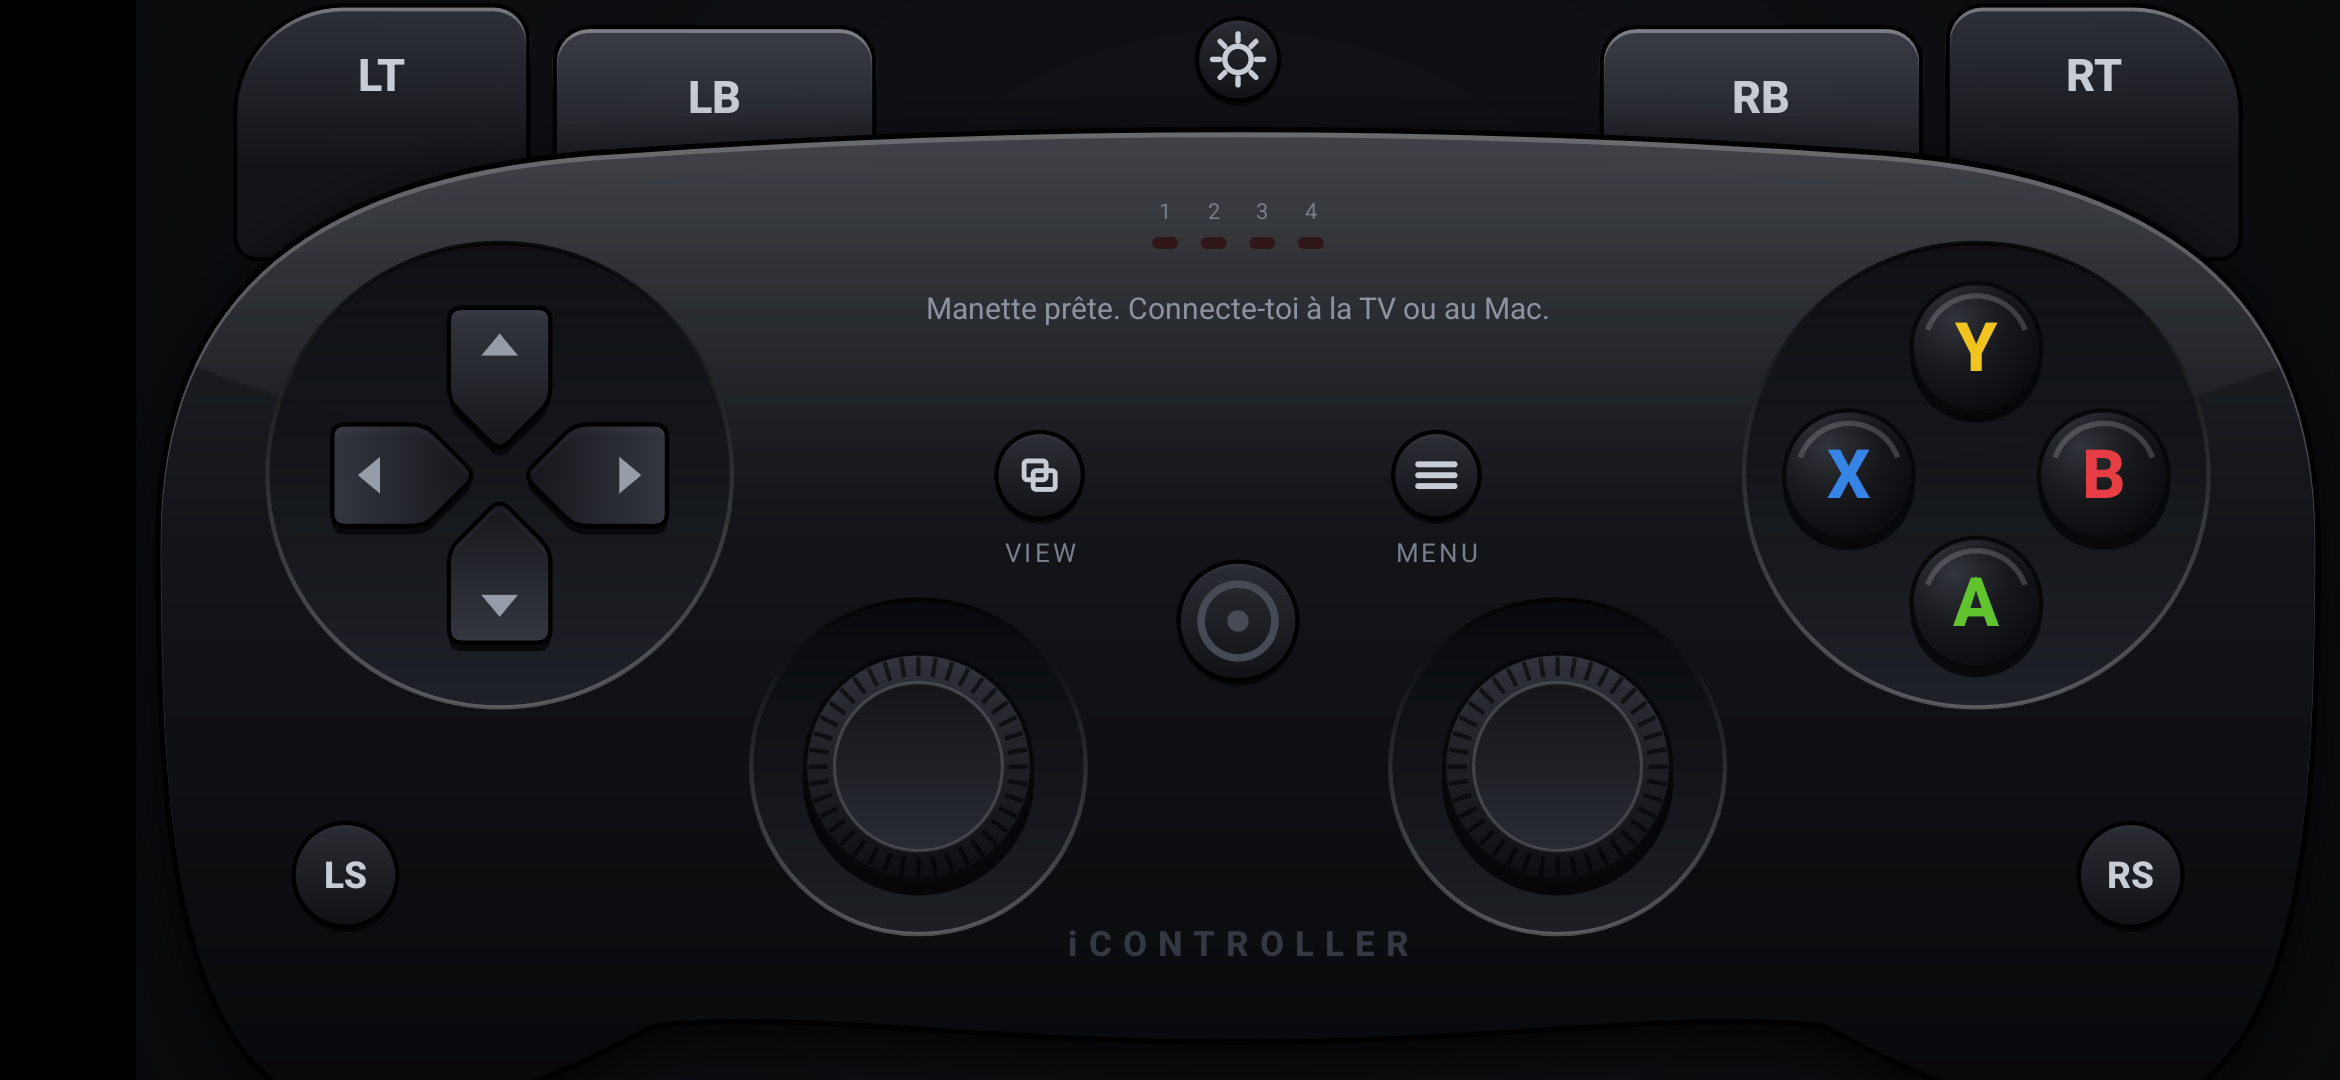 LT
LB
RB
RT
1 2 3 4
Manette prête. Connecte-toi à la TV ou au Mac.
Y
X
B
A
VIEW
MENU
LS
RS
iCONTROLLER